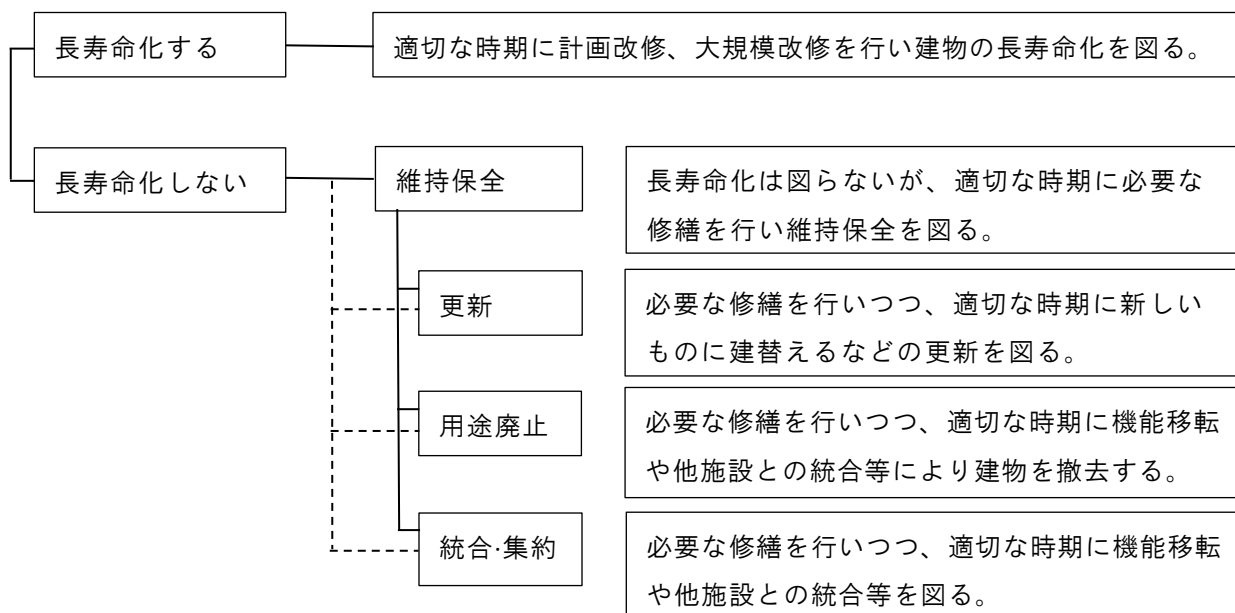 長寿命化する
適切な時期に計画改修、大規模改修を行い建物の長寿命化を図る。
長寿命化しない
維持保全
長寿命化は図らないが、適切な時期に必要な
修繕を行い維持保全を図る。
更新
必要な修繕を行いつつ、適切な時期に新しい
ものに建替えるなどの更新を図る。
用途廃止
必要な修繕を行いつつ、適切な時期に機能移転
や他施設との統合等により建物を撤去する。
統合·集約
必要な修繕を行いつつ、適切な時期に機能移転
や他施設との統合等を図る。